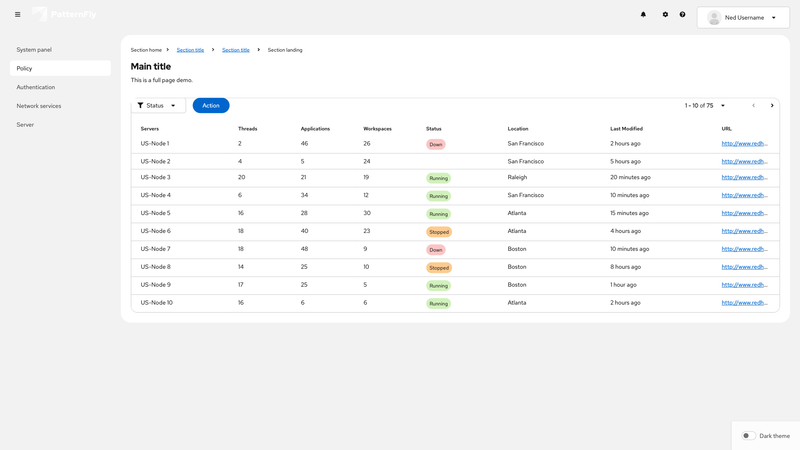 PatternFly
Ned Username
System panel
Policy
Authentication
Network services
Server
Section home Section title Section title Section landing
Main title
This is a full page demo.
Status Action 1 - 10 of 75
Servers Threads Applications Workspaces Status Location Last Modified URL
US-Node 1 2 46 26 Down San Francisco 2 hours ago http://www.redh...
US-Node 2 4 5 24 San Francisco 5 hours ago http://www.redh...
US-Node 3 20 21 19 Running Raleigh 20 minutes ago http://www.redh...
US-Node 4 6 34 12 Running San Francisco 10 minutes ago http://www.redh...
US-Node 5 16 28 30 Running Atlanta 15 minutes ago http://www.redh...
US-Node 6 18 40 23 Stopped Atlanta 4 hours ago http://www.redh...
US-Node 7 18 48 9 Down Boston 10 minutes ago http://www.redh...
US-Node 8 14 25 10 Stopped Boston 8 hours ago http://www.redh...
US-Node 9 17 25 5 Running Boston 1 hour ago http://www.redh...
US-Node 10 16 6 6 Running Atlanta 2 hours ago http://www.redh...
Dark theme